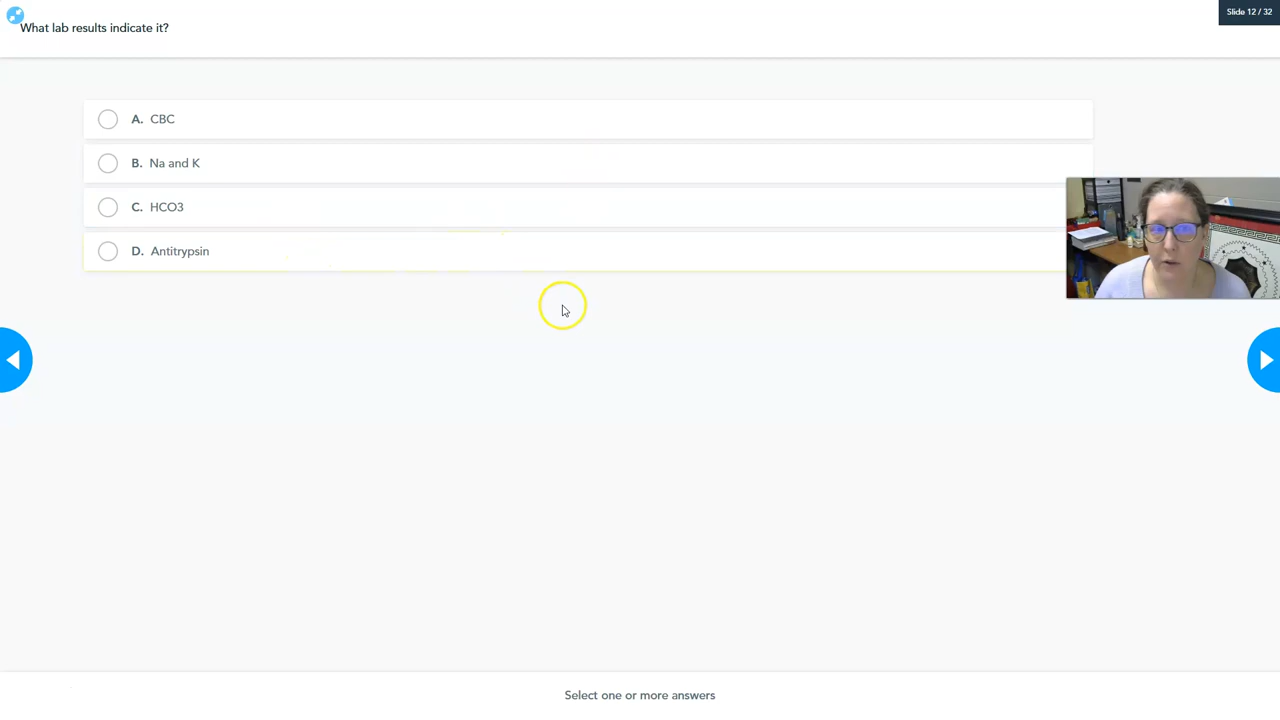 What lab results indicate it?
Slide 12 / 32
A. CBC
B. Na and K
C. HCO3
D. Antitrypsin
Select one or more answers